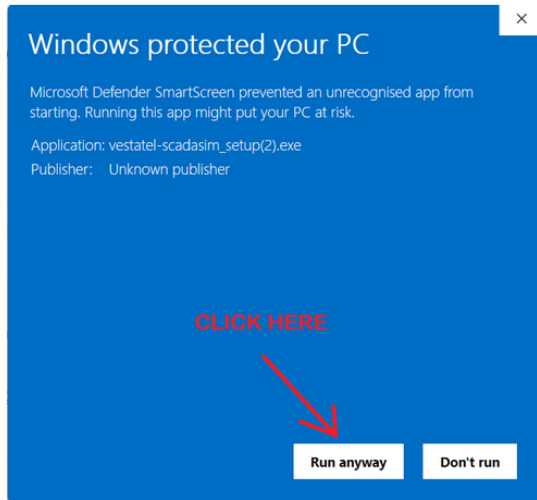 Windows protected your PC
Microsoft Defender SmartScreen prevented an unrecognised app from
starting. Running this app might put your PC at risk.
Application: vestatel-scadasim_setup(2).exe
Publisher: Unknown publisher
CLICK HERE
Run anyway
Don't run